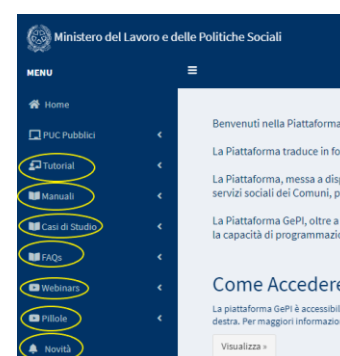 Ministero del Lavoro e delle Politiche Sociali
MENU
Home
PUC Pubblici
Tutorial
Manuali
Casi di Studio
FAQs
Webinars
Pillole
Novità
Benvenuti nella Piattaforma
La Piattaforma traduce in fo
La Piattaforma, messa a disp
servizi sociali dei Comuni, p
La Piattaforma GePI, oltre a
la capacità di programmazio
Come Accedere
La piattaforma GePI è accessibil
destra. Per maggiori informazio
Visualizza »